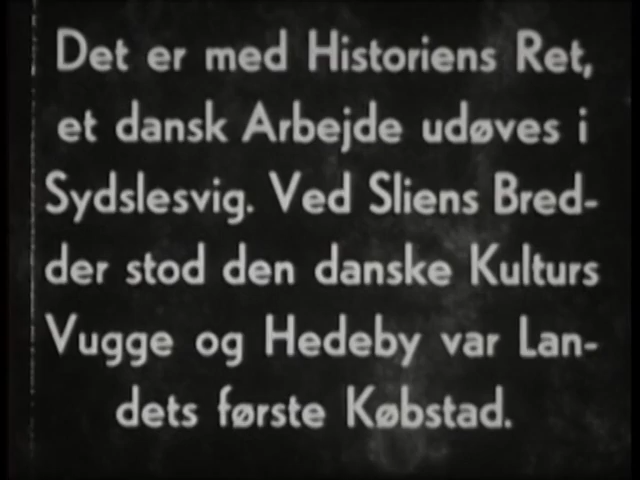 Det er med Historiens Ret,
et dansk Arbejde udøves i
Sydslesvig. Ved Sliens Bred-
der stod den danske Kulturs
Vugge og Hedeby var Lan-
dets første Købstad.